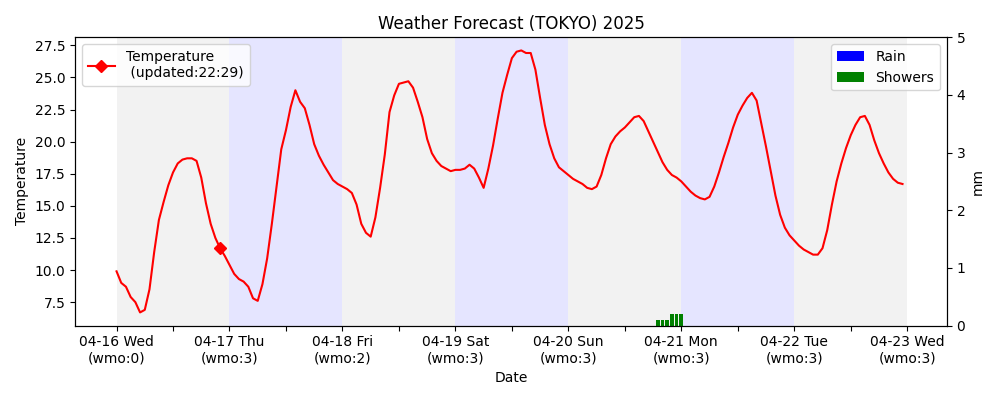 Weather Forecast (TOKYO) 2025
Temperature
(updated:22:29)
Rain
Showers
Temperature
27.5
25.0
22.5
20.0
17.5
15.0
12.5
10.0
7.5
5
4
3
2
1
0
mm
04-16 Wed
(wmo:0)
04-17 Thu
(wmo:3)
04-18 Fri
(wmo:2)
04-19 Sat
(wmo:3)
04-20 Sun
(wmo:3)
04-21 Mon
(wmo:3)
04-22 Tue
(wmo:3)
04-23 Wed
(wmo:3)
Date